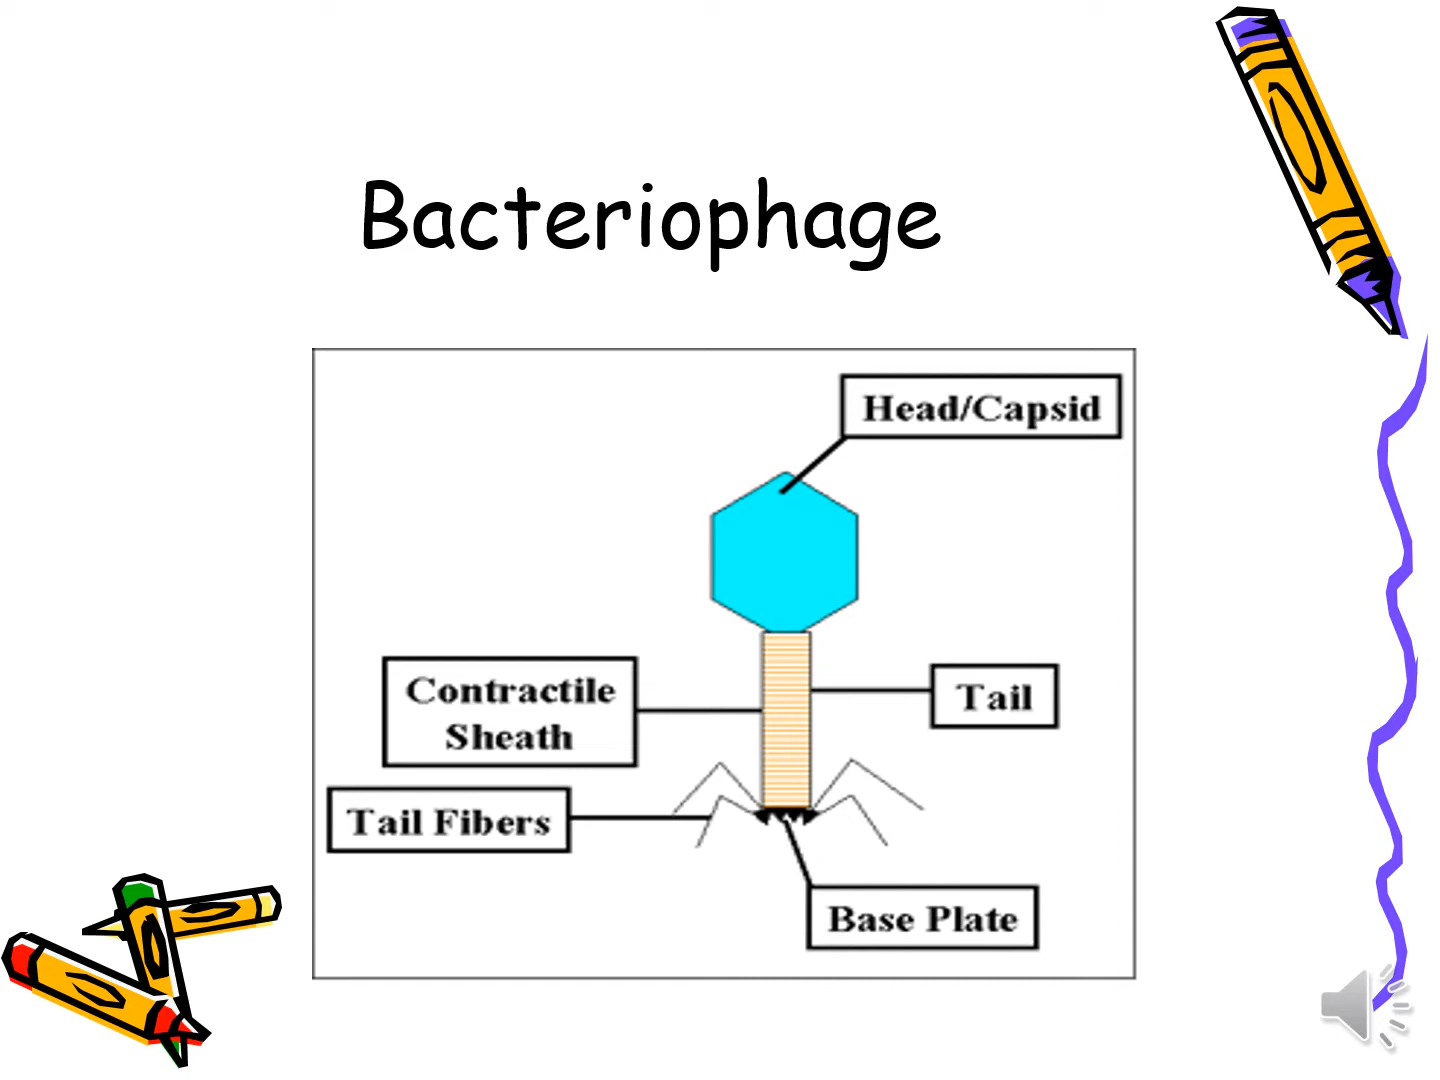 Bacteriophage
Head/Capsid
Contractile
Sheath
Tail
Tail Fibers
Base Plate